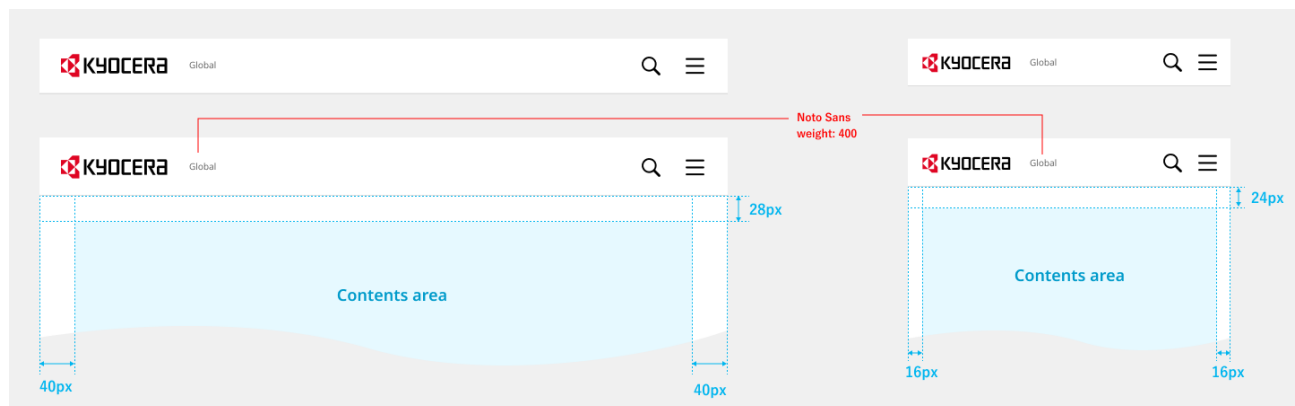 KYOCERA Global
KYOCERA Global
Noto Sans
weight: 400
KYOCERA Global
KYOCERA Global
28px
24px
Contents area
Contents area
40px
40px
16px
16px